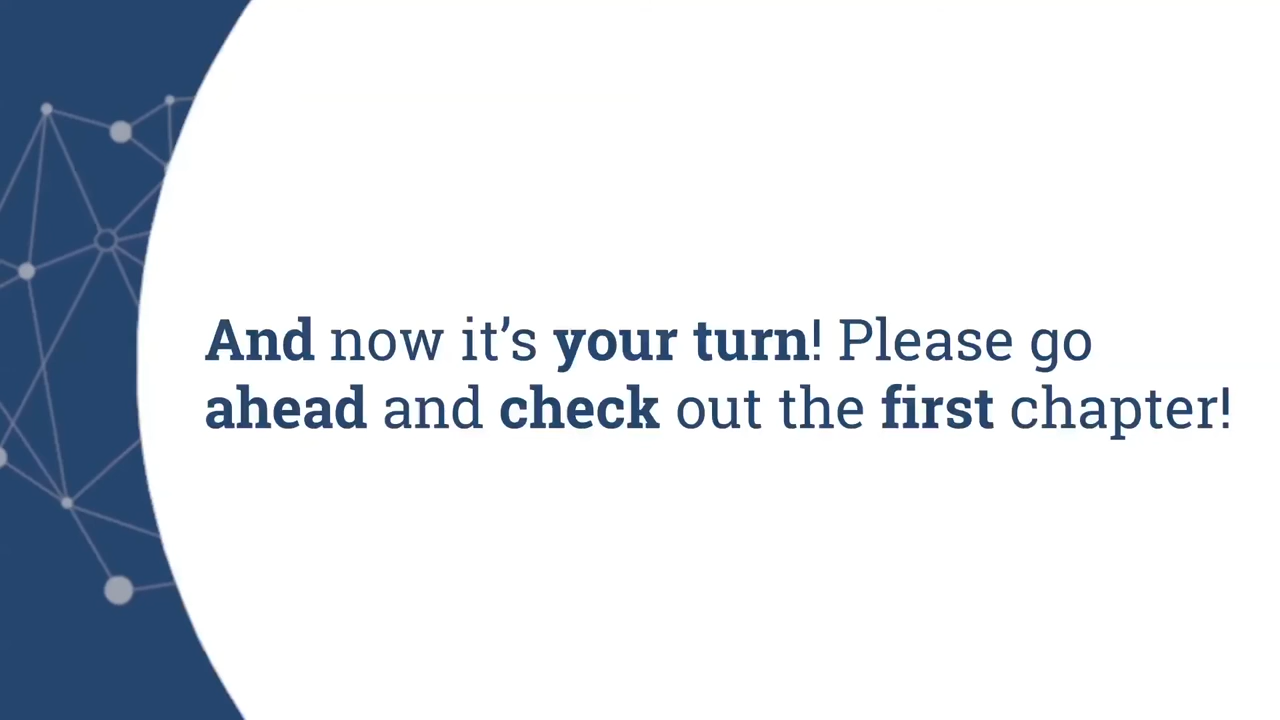 And now it’s your turn! Please go
ahead and check out the first chapter!